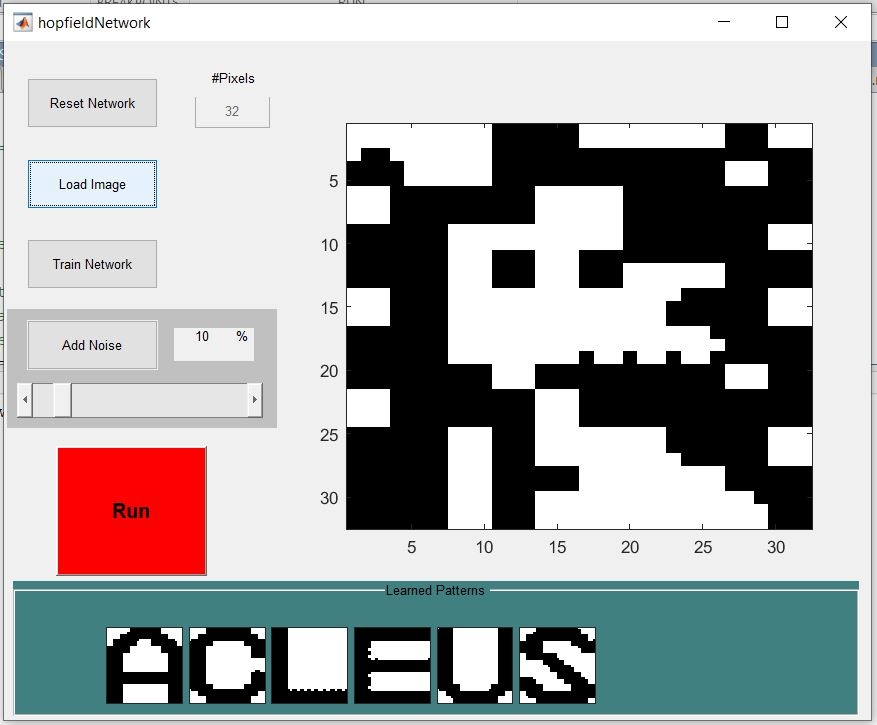 hopfieldNetwork
#Pixels
Reset Network
32
Load Image
Train Network
Add Noise
10 %
Run
5
10
15
20
25
30
5 10 15 20 25 30
Learned Patterns
A C L E U S